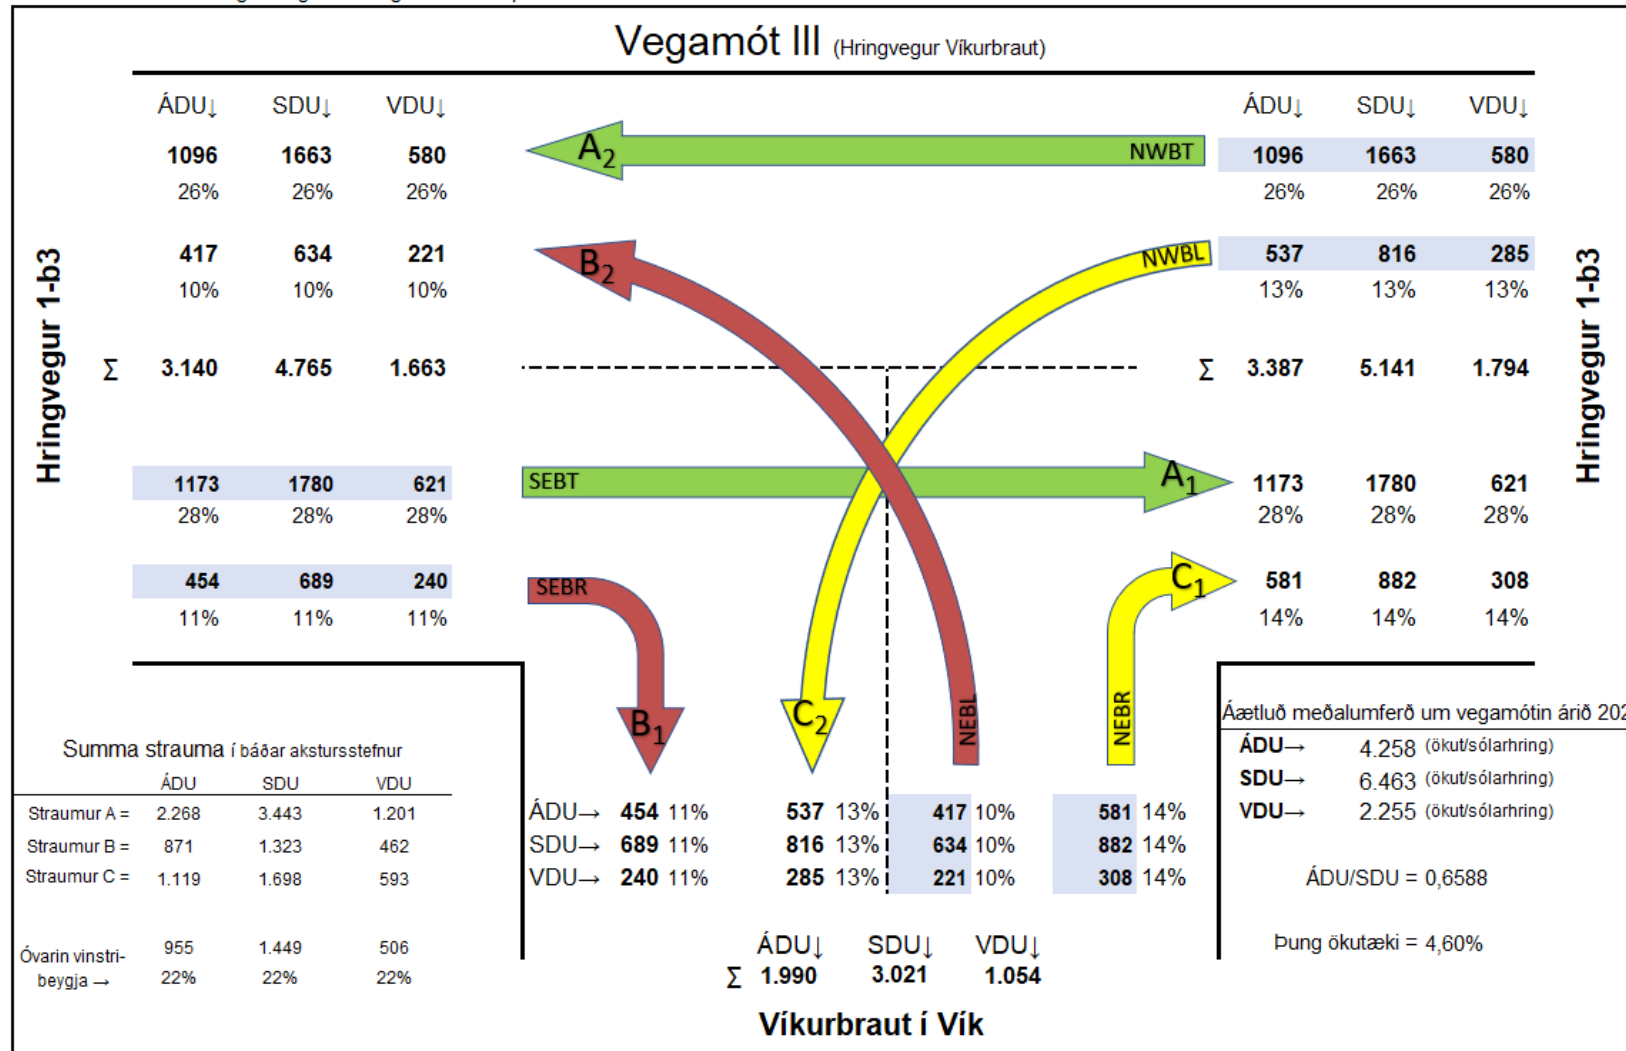 Vegamót III (Hringvegur Víkurbraut)
ÁDU↓ SDU↓ VDU↓
1096 1663 580
26% 26% 26%
417 634 221
10% 10% 10%
∑ 3.140 4.765 1.663
1173 1780 621
28% 28% 28%
454 689 240
11% 11% 11%
Hringvegur 1-b3
A2 NWBT
B2 NWBL
SEBT A1
SEBR C1
B1 C2 NEBL NEBR
ÁDU↓ SDU↓ VDU↓
1096 1663 580
26% 26% 26%
537 816 285
13% 13% 13%
∑ 3.387 5.141 1.794
1173 1780 621
28% 28% 28%
581 882 308
14% 14% 14%
Hringvegur 1-b3
Summa strauma í báðar akstursstefnur
ÁDU SDU VDU
Straumur A = 2.268 3.443 1.201
Straumur B = 871 1.323 462
Straumur C = 1.119 1.698 593
Óvarin vinstri-
beygja →
955 1.449 506
22% 22% 22%
ÁDU→ 454 11% 537 13% 417 10% 581 14%
SDU→ 689 11% 816 13% 634 10% 882 14%
VDU→ 240 11% 285 13% 221 10% 308 14%
ÁDU↓ SDU↓ VDU↓
∑ 1.990 3.021 1.054
Víkurbraut í Vík
Áætluð meðalumferð um vegamótin árið 202
ÁDU→ 4.258 (ökut/sólarhring)
SDU→ 6.463 (ökut/sólarhring)
VDU→ 2.255 (ökut/sólarhring)
ÁDU/SDU = 0,6588
Þung ökutæki = 4,60%